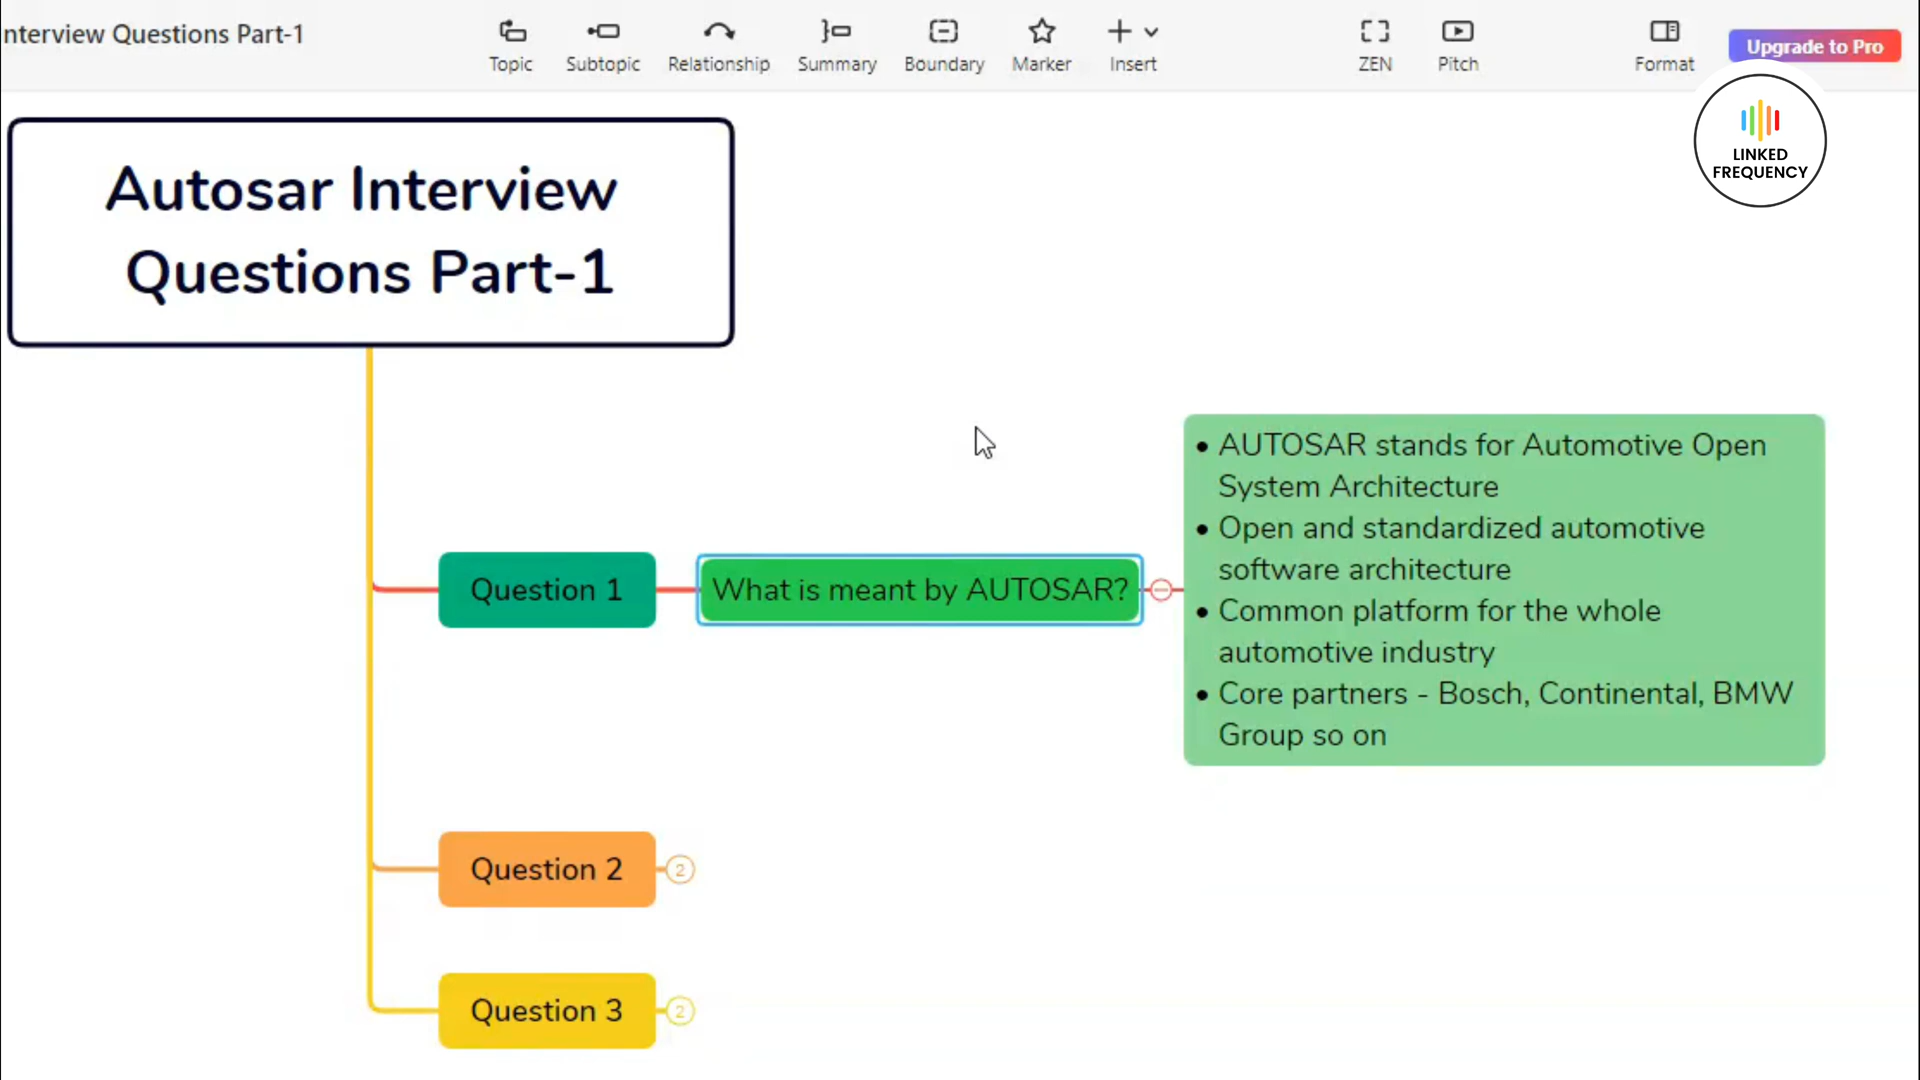 nterview Questions Part-1
Topic
Subtopic
Relationship
Summary
Boundary
Marker
Insert
ZEN
Pitch
Format
Upgrade to Pro
LINKED
FREQUENCY
Autosar Interview
Questions Part-1
Question 1
What is meant by AUTOSAR?
• AUTOSAR stands for Automotive Open
System Architecture
• Open and standardized automotive
software architecture
• Common platform for the whole
automotive industry
• Core partners - Bosch, Continental, BMW
Group so on
Question 2
2
Question 3
2